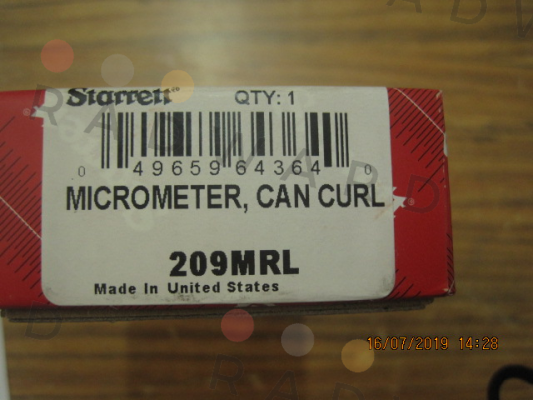 Starrett QTY: 1
0 49659 64364 0
MICROMETER, CAN CURL
209MRL
Made In United States
16/07/2019 14:28
RADWARD